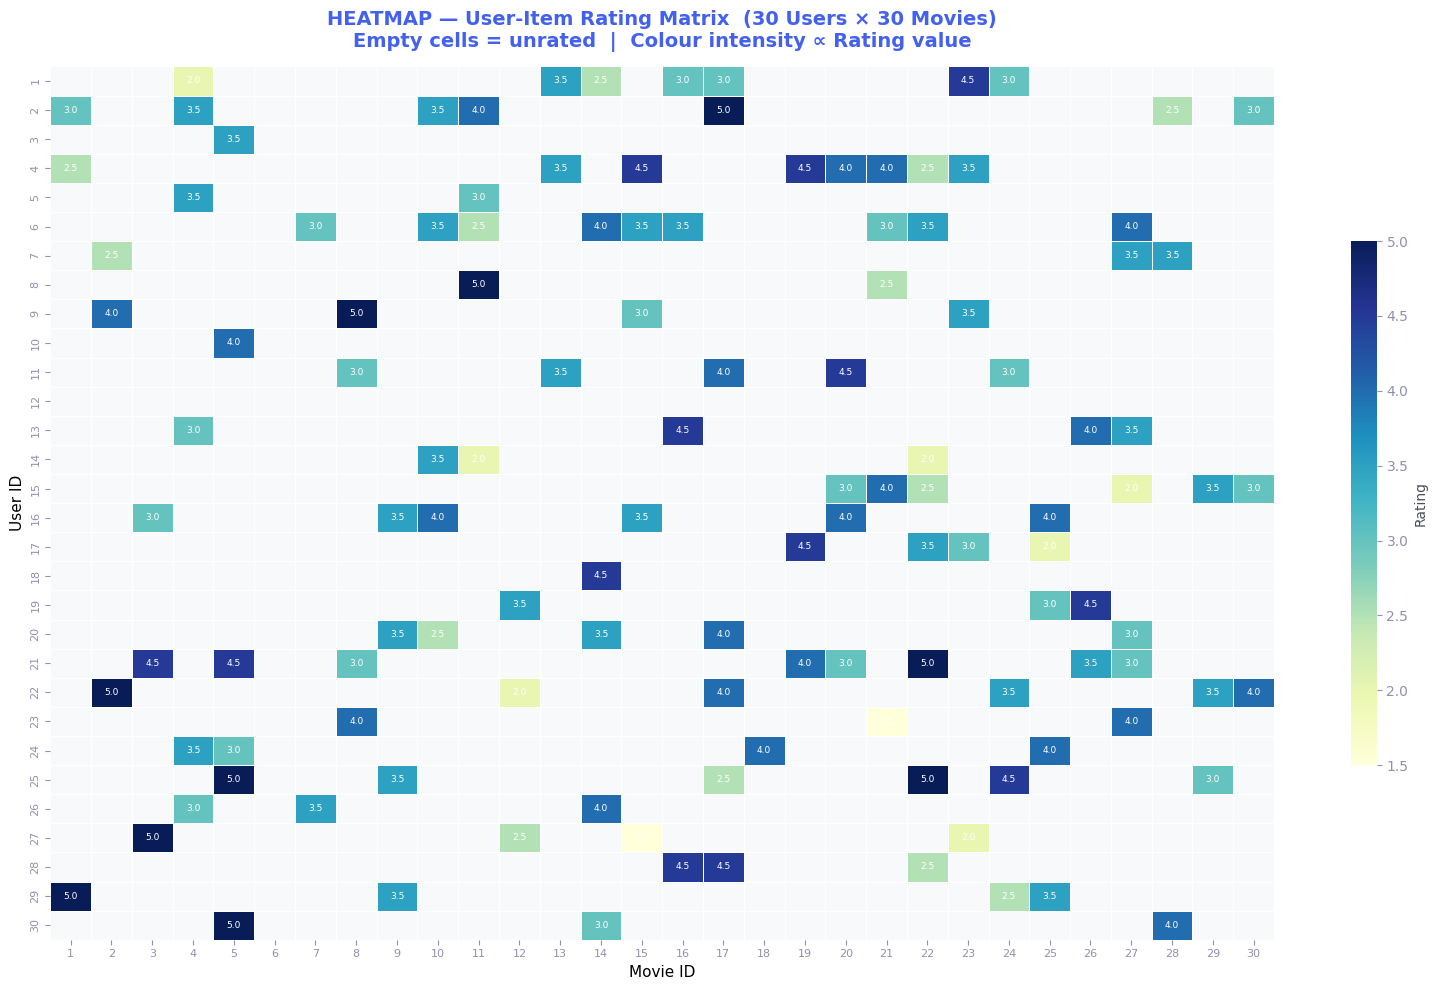 HEATMAP — User-Item Rating Matrix (30 Users × 30 Movies)
Empty cells = unrated | Colour intensity ∝ Rating value
1 2.0 3.5 2.5 3.0 3.0 4.5 3.0
2 3.0 3.5 3.5 4.0 5.0 2.5 3.0
3 3.5
4 2.5 3.5 4.5 4.5 4.0 4.0 2.5 3.5
5 3.5 3.0
6 3.0 3.5 2.5 4.0 3.5 3.5 3.0 3.5 4.0
7 2.5 3.5 3.5
8 5.0 2.5
9 4.0 5.0 3.0 3.5
10 4.0
11 3.0 3.5 4.0 4.5 3.0
12
13 3.0 4.5 4.0 3.5
14 3.5 2.0 2.0
15 3.0 4.0 2.5 2.0 3.5 3.0
16 3.0 3.5 4.0 3.5 4.0 4.0
17 4.5 3.5 3.0 2.0
18 4.5
19 3.5 3.0 4.5
20 3.5 2.5 3.5 4.0 3.0
21 4.5 4.5 3.0 4.0 3.0 5.0 3.5 3.0
22 5.0 2.0 4.0 3.5 3.5 4.0
23 4.0 4.0
24 3.5 3.0 4.0 4.0
25 5.0 3.5 2.5 5.0 4.5 3.0
26 3.0 3.5 4.0
27 5.0 2.5 2.0
28 4.5 4.5 2.5
29 5.0 3.5 2.5 3.5
30 5.0 3.0 4.0
1 2 3 4 5 6 7 8 9 10 11 12 13 14 15 16 17 18 19 20 21 22 23 24 25 26 27 28 29 30
Movie ID
User ID
5.0
4.5
4.0
3.5
3.0
2.5
2.0
1.5
Rating